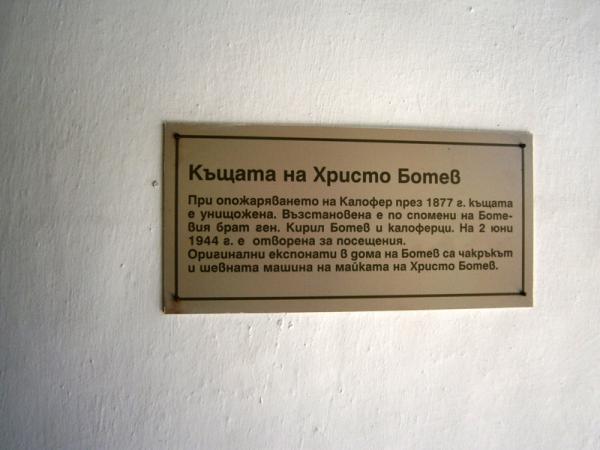 Къщата на Христо Ботев
При опожаряването на Калофер през 1877 г. къщата
е унищожена. Възстановена е по спомени на Боте-
вия брат ген. Кирил Ботев и калоферци. На 2 юни
1944 г. е отворена за посещения.
Оригинални експонати в дома на Ботев са чакръкът
и шевната машина на майката на Христо Ботев.